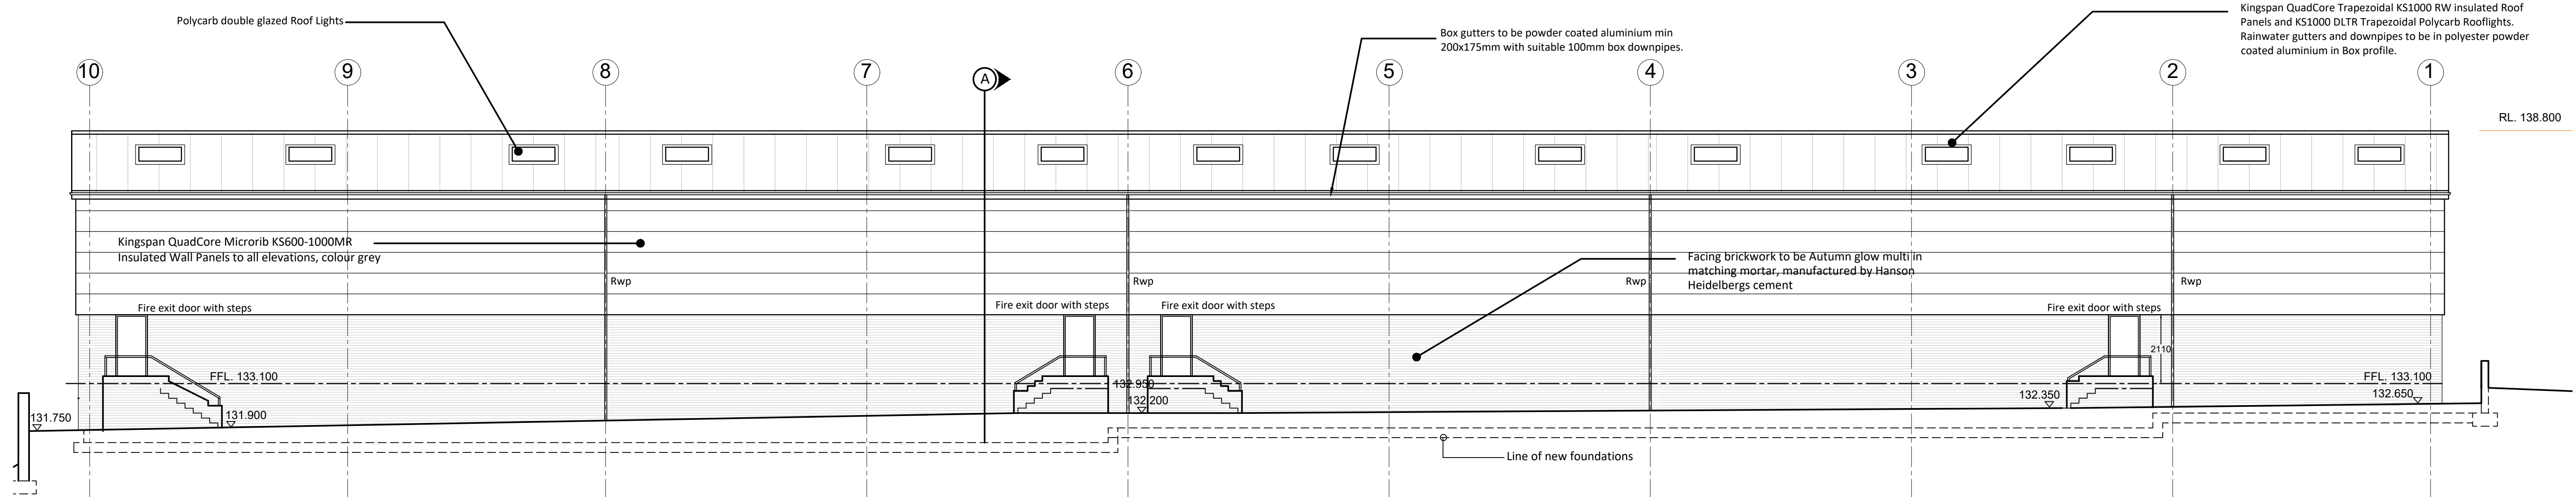 Polycarb double glazed Roof Lights
Box gutters to be powder coated aluminium min
200x175mm with suitable 100mm box downpipes.
Kingspan QuadCore Trapezoidal KS1000 RW insulated Roof
Panels and KS1000 DLTR Trapezoidal Polycarb Rooflights.
Rainwater gutters and downpipes to be in polyester powder
coated aluminium in Box profile.
10
9
8
7
A
6
5
4
3
2
1
RL. 138.800
Kingspan QuadCore Microrib KS600-1000MR
Insulated Wall Panels to all elevations, colour grey
Facing brickwork to be Autumn glow multi in
matching mortar, manufactured by Hanson
Heidelbergs cement
Rwp
Rwp
Rwp
Rwp
Fire exit door with steps
Fire exit door with steps
Fire exit door with steps
Fire exit door with steps
2110
FFL. 133.100
132.950
FFL. 133.100
131.750
131.900
132.200
132.350
132.650
Line of new foundations